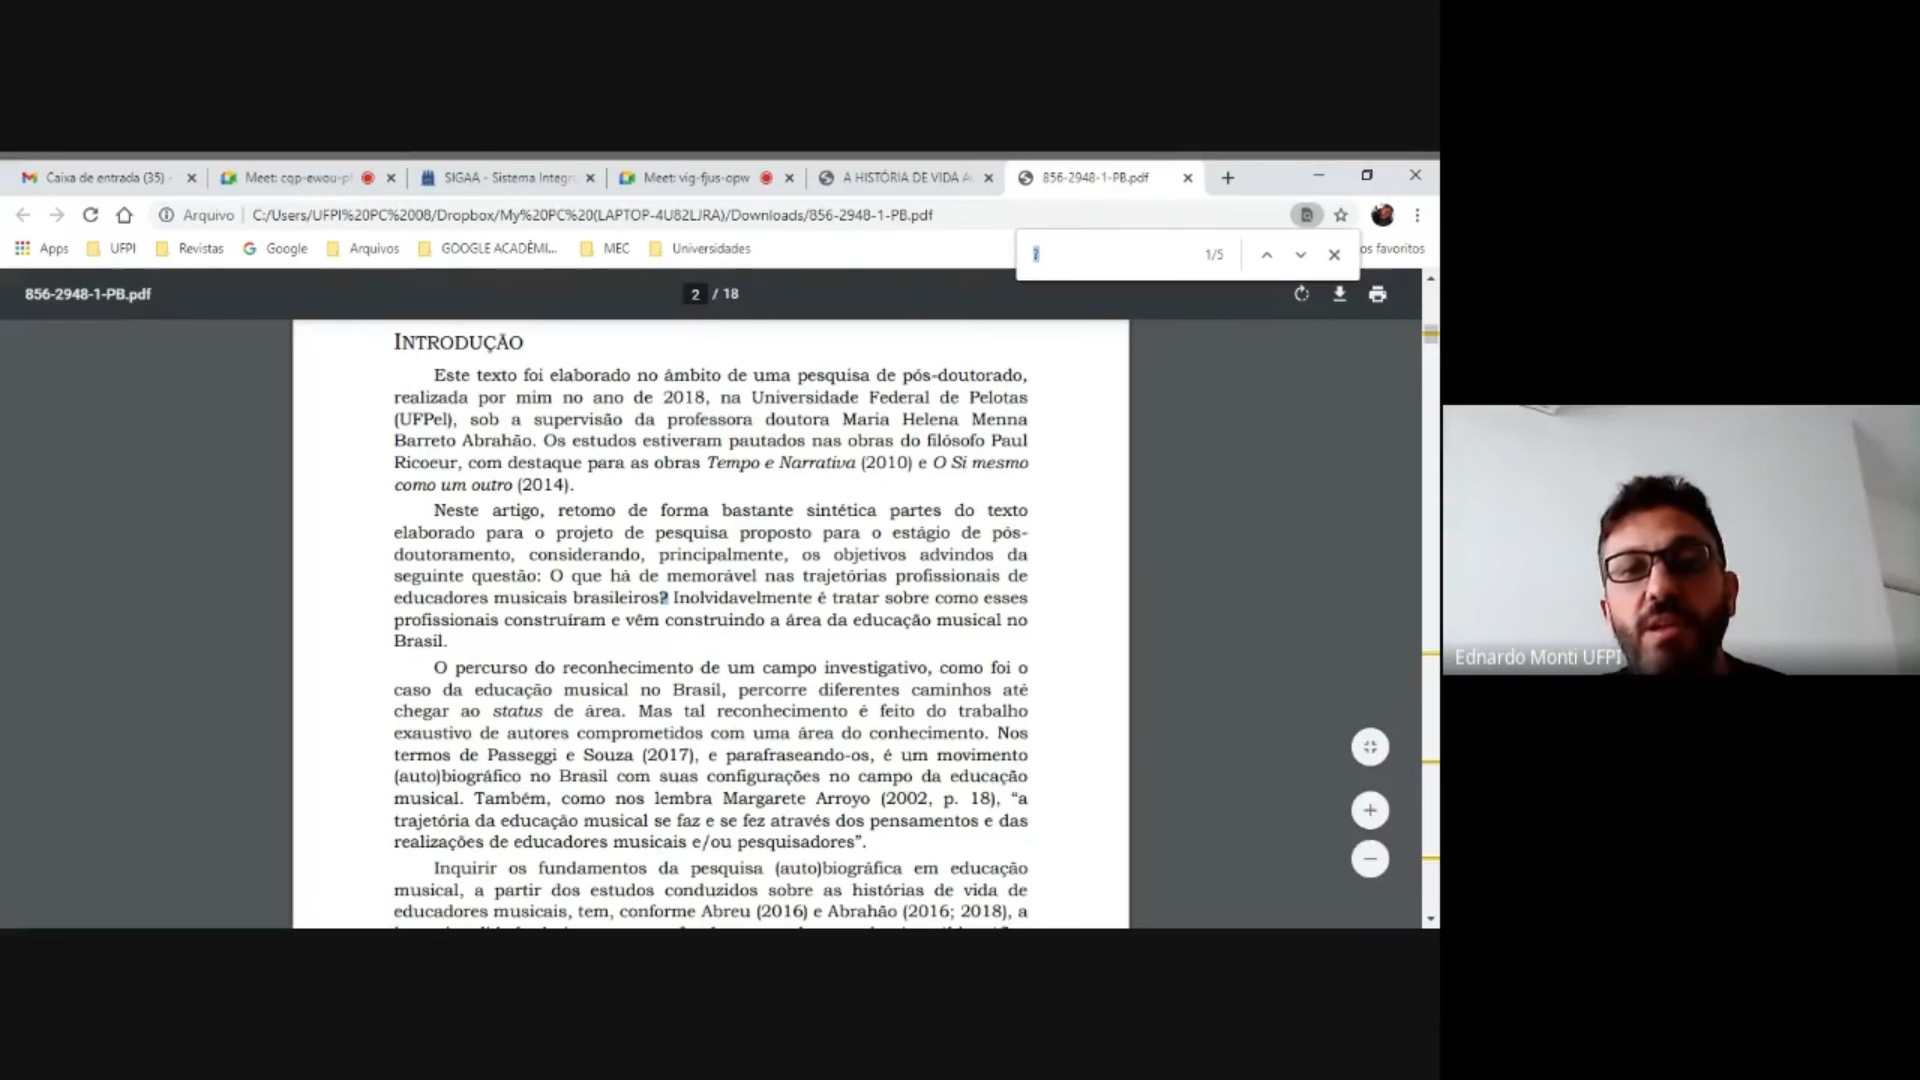 Caixa de entrada (35) -
Meet: cqp-ewou-p
SIGAA - Sistema Integr
Meet: vig-fjus-opw
A HISTÓRIA DE VIDA A
856-2948-1-PB.pdf
Arquivo
C:/Users/UFPI%20PC%2008/Dropbox/My%20PC%20(LAPTOP-4U82LJRA)/Downloads/856-2948-1-PB.pdf
Apps
UFPI
Revistas
Google
Arquivos
GOOGLE ACADÊMI...
MEC
Universidades
?
1/5
os favoritos
856-2948-1-PB.pdf
2 / 18
INTRODUÇÃO
Este texto foi elaborado no âmbito de uma pesquisa de pós-doutorado,
realizada por mim no ano de 2018, na Universidade Federal de Pelotas
(UFPel), sob a supervisão da professora doutora Maria Helena Menna
Barreto Abrahão. Os estudos estiveram pautados nas obras do filósofo Paul
Ricoeur, com destaque para as obras Tempo e Narrativa (2010) e O Si mesmo
como um outro (2014).
Neste artigo, retomo de forma bastante sintética partes do texto
elaborado para o projeto de pesquisa proposto para o estágio de pós-
doutoramento, considerando, principalmente, os objetivos advindos da
seguinte questão: O que há de memorável nas trajetórias profissionais de
educadores musicais brasileiros? Inolvidavelmente é tratar sobre como esses
profissionais construíram e vêm construindo a área da educação musical no
Brasil.
O percurso do reconhecimento de um campo investigativo, como foi o
caso da educação musical no Brasil, percorre diferentes caminhos até
chegar ao status de área. Mas tal reconhecimento é feito do trabalho
exaustivo de autores comprometidos com uma área do conhecimento. Nos
termos de Passeggi e Souza (2017), e parafraseando-os, é um movimento
(auto)biográfico no Brasil com suas configurações no campo da educação
musical. Também, como nos lembra Margarete Arroyo (2002, p. 18), “a
trajetória da educação musical se faz e se fez através dos pensamentos e das
realizações de educadores musicais e/ou pesquisadores”.
Inquirir os fundamentos da pesquisa (auto)biográfica em educação
musical, a partir dos estudos conduzidos sobre as histórias de vida de
educadores musicais, tem, conforme Abreu (2016) e Abrahão (2016; 2018), a
Ednardo Monti UFPI